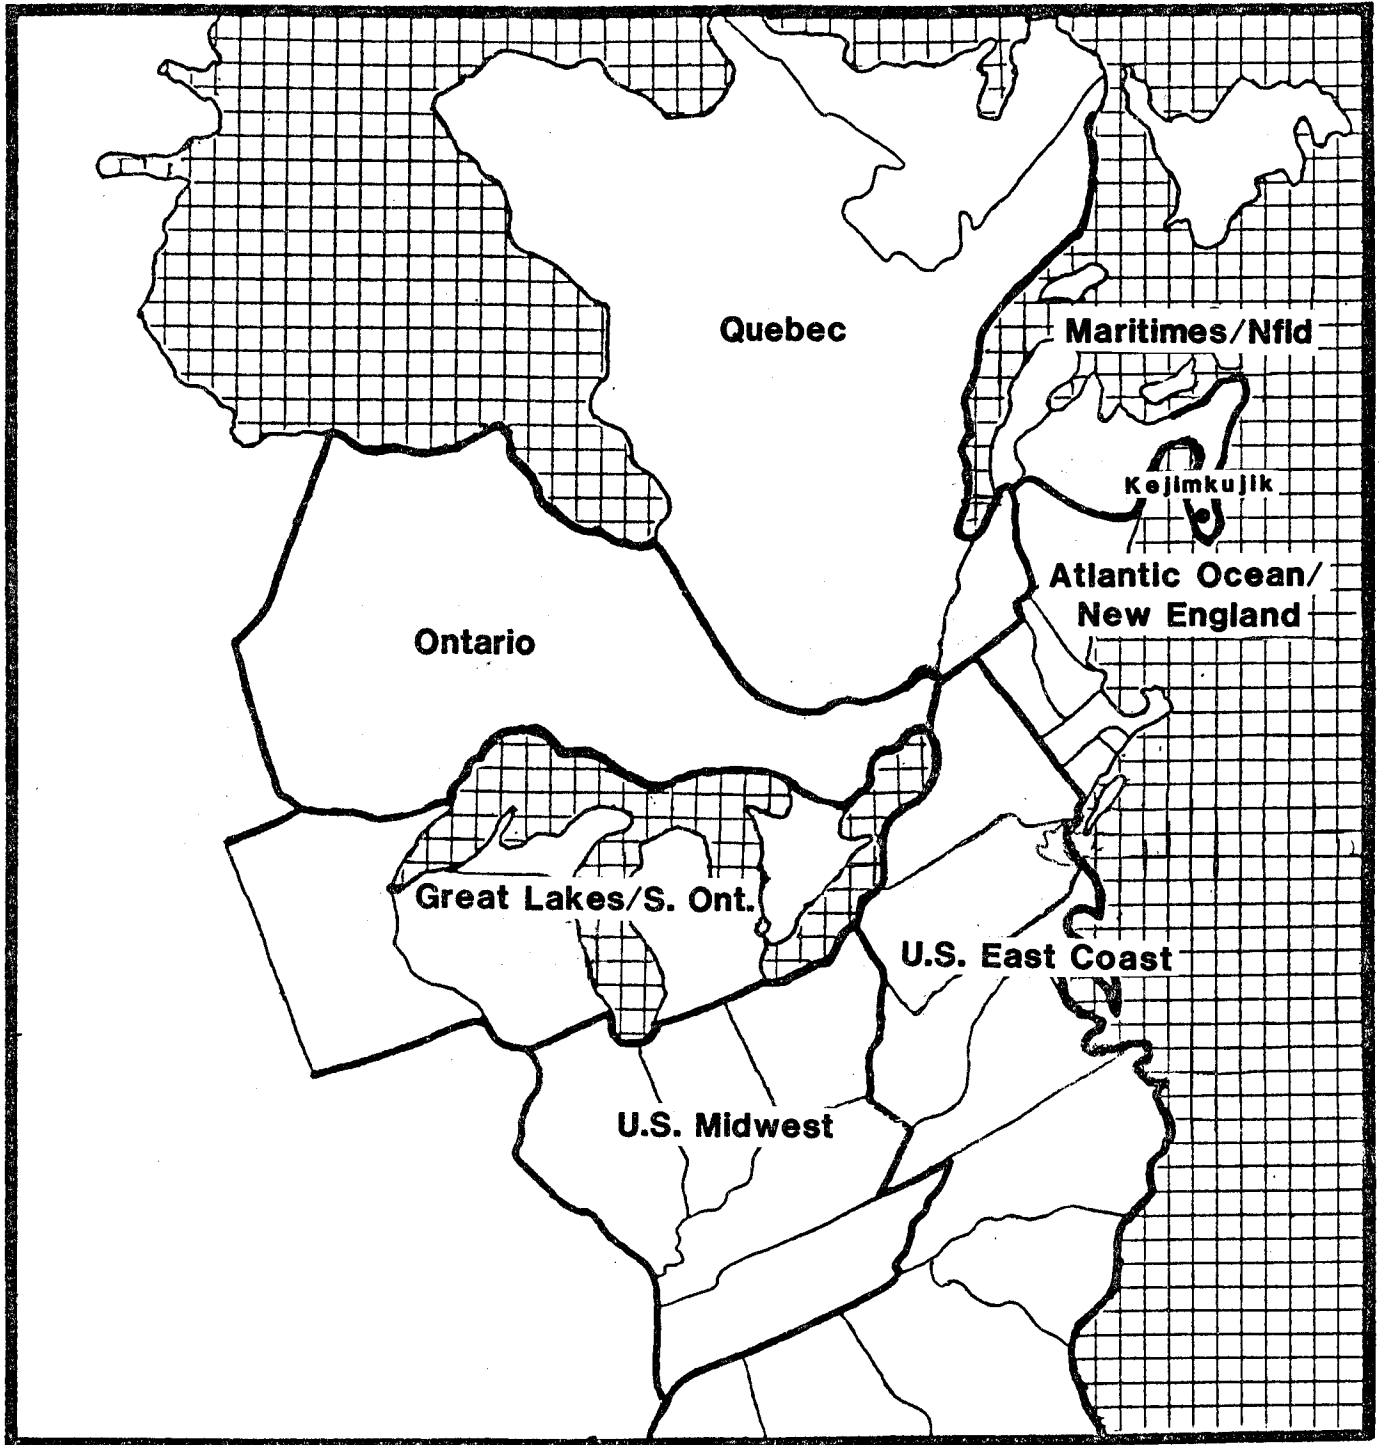 Quebec
Maritimes/Nfld
Kejimkujik
Atlantic Ocean/
New England
Ontario
Great Lakes/S. Ont.
U.S. East Coast
U.S. Midwest